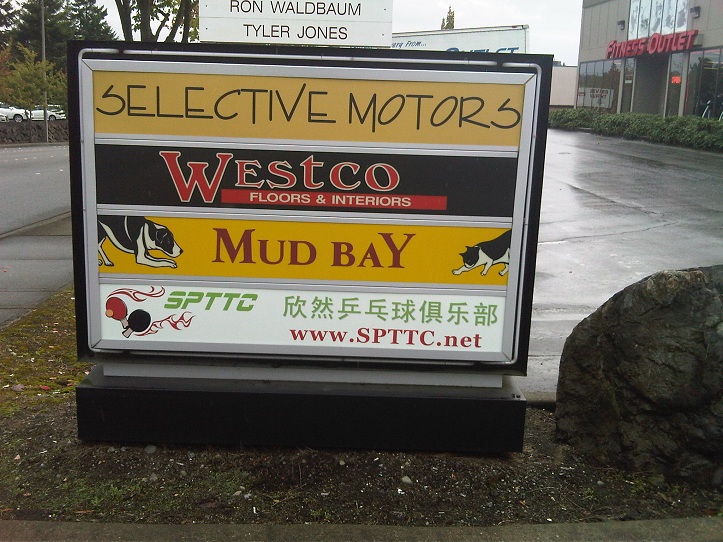 RON WALDBAUM
TYLER JONES
FITNESS OUTLET
SELECTIVE MOTORS
WESTCO
FLOORS & INTERIORS
MUD BAY
SPTTC
欣然乒乓球俱乐部
www.SPTTC.net